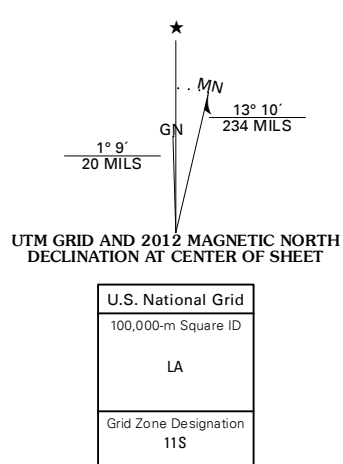 ★
MN
GN
13° 10´
234 MILS
1° 9´
20 MILS
UTM GRID AND 2012 MAGNETIC NORTH
DECLINATION AT CENTER OF SHEET
U.S. National Grid
100,000-m Square ID
LA
Grid Zone Designation
11S